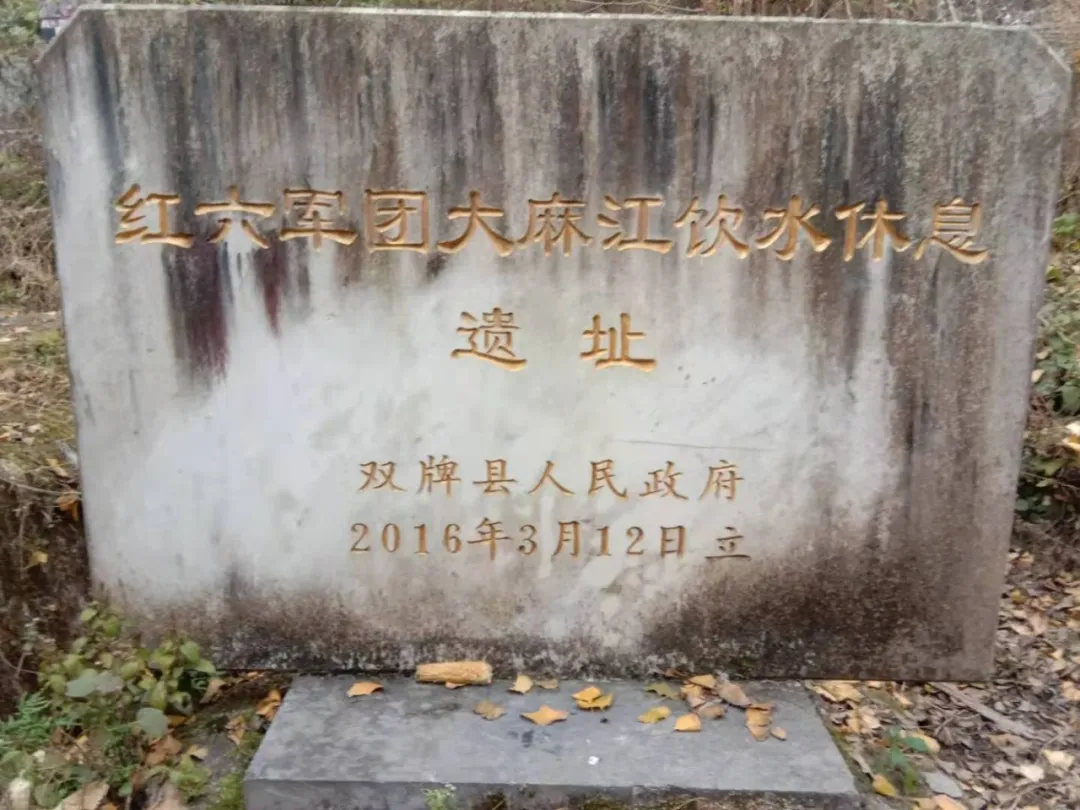 红六军团大麻江饮水休息
遗址
双牌县人民政府
2016年3月12日 立